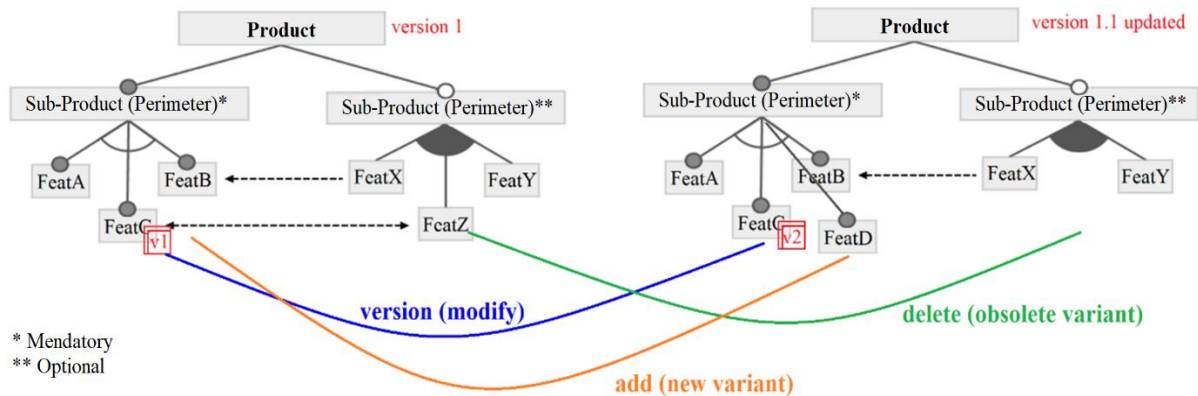 Product version 1
Product version 1.1 updated
Sub-Product (Perimeter)*
Sub-Product (Perimeter)**
Sub-Product (Perimeter)*
Sub-Product (Perimeter)**
FeatA
FeatB
FeatX
FeatY
FeatA
FeatB
FeatX
FeatY
FeatC
v1
FeatZ
FeatC
v2
FeatD
version (modify)
delete (obsolete variant)
* Mendatory
** Optional
add (new variant)